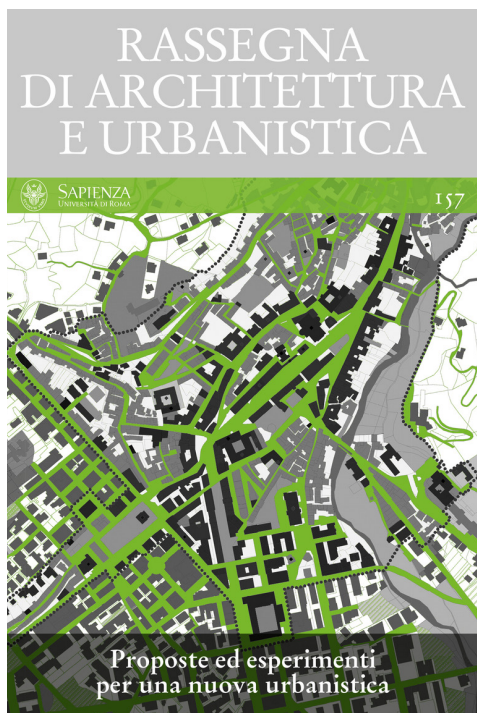 RASSEGNA
DI ARCHITETTURA
E URBANISTICA
SAPIENZA
UNIVERSITÀ DI ROMA
157
Proposte ed esperimenti
per una nuova urbanistica